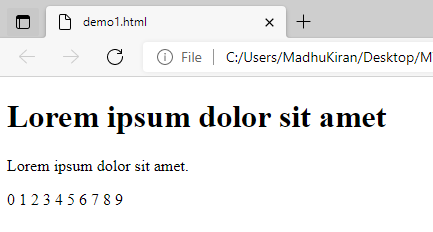 demo1.html
File C:/Users/MadhuKiran/Desktop/M
Lorem ipsum dolor sit amet
Lorem ipsum dolor sit amet.
0 1 2 3 4 5 6 7 8 9